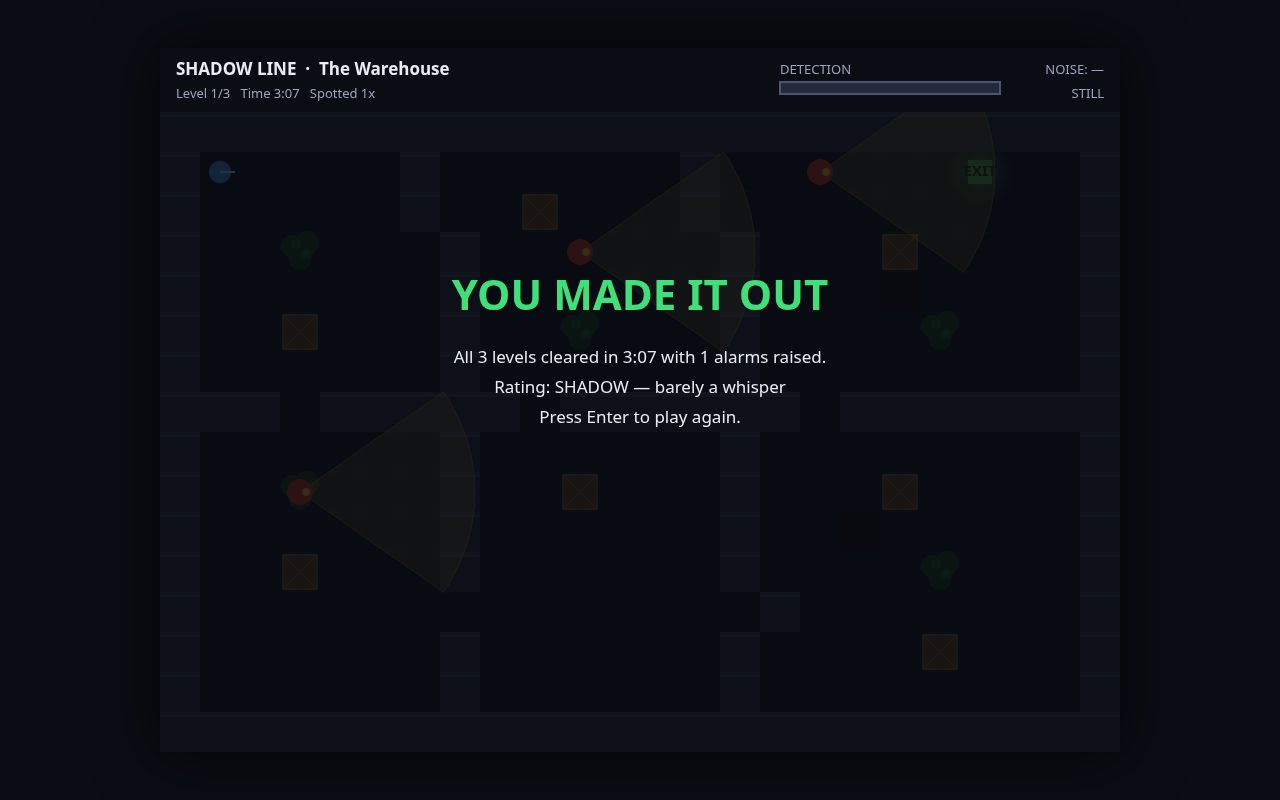 SHADOW LINE · The Warehouse
Level 1/3 Time 3:07 Spotted 1x
DETECTION
NOISE: —
STILL
EXIT
YOU MADE IT OUT
All 3 levels cleared in 3:07 with 1 alarms raised.
Rating: SHADOW — barely a whisper
Press Enter to play again.